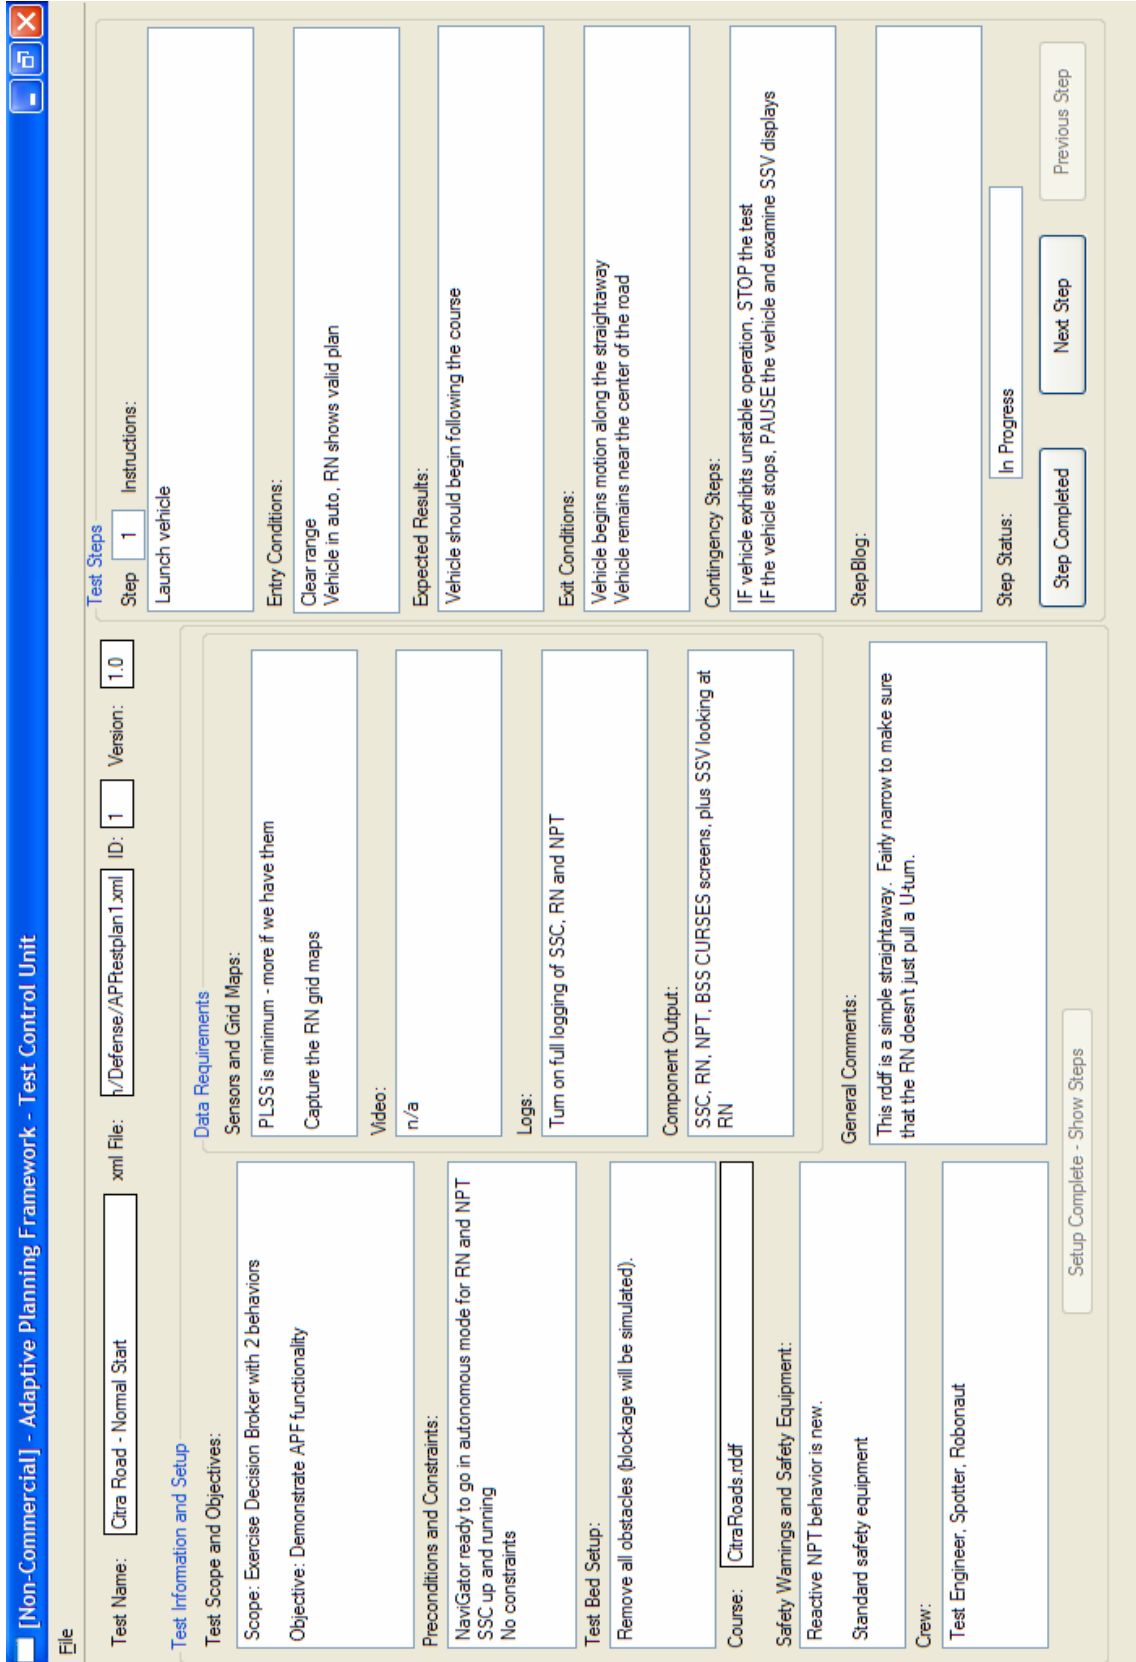 [Non-Commercial] - Adaptive Planning Framework - Test Control Unit
File
Test Name: Citra Road - Normal Start xml File: n/Defense/APFtestplan1.xml ID: 1 Version: 1.0
Test Information and Setup
Test Scope and Objectives:
Scope: Exercise Decision Broker with 2 behaviors
Objective: Demonstrate APF functionality
Preconditions and Constraints:
NaviGator ready to go in autonomous mode for RN and NPT
SSC up and running
No constraints
Test Bed Setup:
Remove all obstacles (blockage will be simulated).
Course: CitraRoads.rddf
Safety Warnings and Safety Equipment:
Reactive NPT behavior is new.
Standard safety equipment
Crew:
Test Engineer, Spotter, Robonaut
Data Requirements
Sensors and Grid Maps:
PLSS is minimum - more if we have them
Capture the RN grid maps
Video:
n/a
Logs:
Turn on full logging of SSC, RN and NPT
Component Output:
SSC, RN, NPT, BSS CURSES screens, plus SSV looking at
RN
General Comments:
This rddf is a simple straightaway. Fairly narrow to make sure
that the RN doesn't just pull a U-turn.
Setup Complete - Show Steps
Test Steps
Step 1 Instructions:
Launch vehicle
Entry Conditions:
Clear range
Vehicle in auto, RN shows valid plan
Expected Results:
Vehicle should begin following the course
Exit Conditions:
Vehicle begins motion along the straightaway
Vehicle remains near the center of the road
Contingency Steps:
IF vehicle exhibits unstable operation, STOP the test
IF the vehicle stops, PAUSE the vehicle and examine SSV displays
Step Blog:
Step Status: In Progress
Step Completed Next Step Previous Step